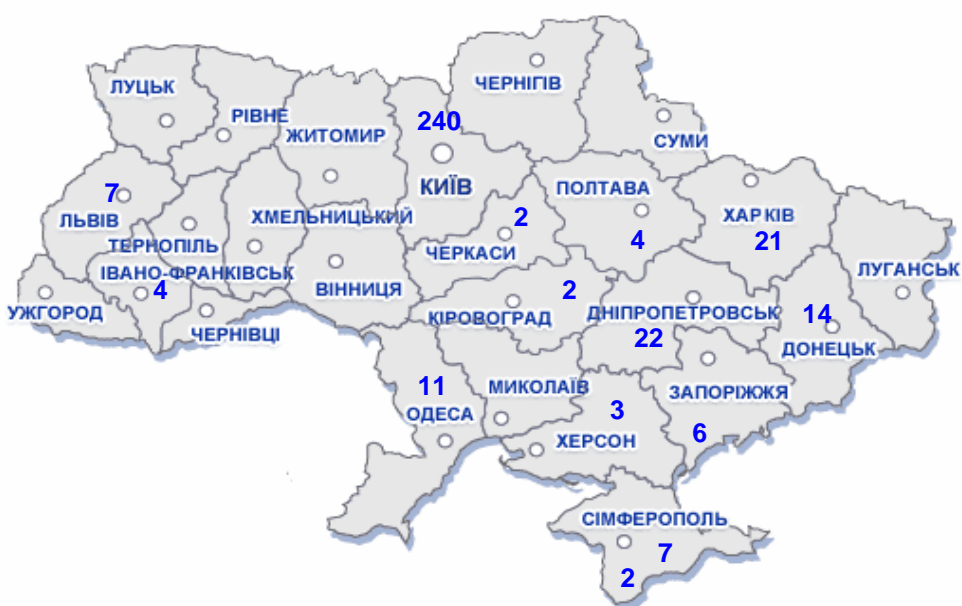 ЧЕРНІГІВ
ЛУЦЬК
РІВНЕ
ЖИТОМИР
240
СУМИ
КИЇВ
ПОЛТАВА
7
ЛЬВІВ
ХМЕЛЬНИЦЬКИЙ
2
ХАРКІВ
ТЕРНОПІЛЬ
ЧЕРКАСИ
4
21
ІВАНО-ФРАНКІВСЬК
ЛУГАНСЬК
4
ВІННИЦЯ
2
УЖГОРОД
КІРОВОГРАД
ДНІПРОПЕТРОВСЬК
14
ЧЕРНІВЦІ
22
ДОНЕЦЬК
11
МИКОЛАЇВ
ЗАПОРІЖЖЯ
ОДЕСА
3
6
ХЕРСОН
СІМФЕРОПОЛЬ
7
2